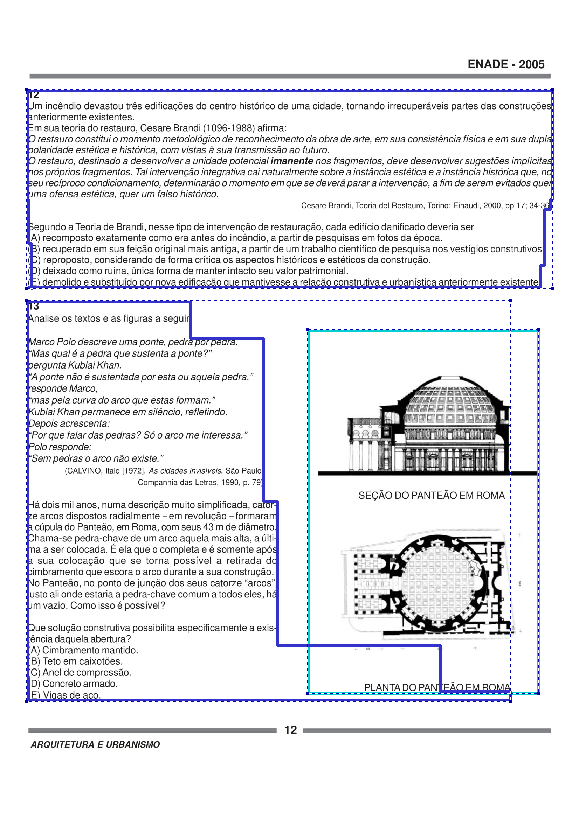 ENADE - 2005
12
Um incêndio devastou três edificações do centro histórico de uma cidade, tornando irrecuperáveis partes das construções
anteriormente existentes.
Em sua teoria do restauro, Cesare Brandi (1096-1988) afirma:
O restauro constitui o momento metodológico de reconhecimento da obra de arte, em sua consistência física e em sua dupla
polaridade estética e histórica, com vistas à sua transmissão ao futuro.
O restauro, destinado a desenvolver a unidade potencial imanente nos fragmentos, deve desenvolver sugestões implícitas
nos próprios fragmentos. Tal intervenção integrativa cai naturalmente sobre a instância estética e a instância histórica que, no
seu recíproco condicionamento, determinarão o momento em que se deverá parar a intervenção, a fim de serem evitados quer
uma ofensa estética, quer um falso histórico.
Cesare Brandi, Teoria del Restauro, Torino: Einaudi, 2000, pp 17; 34-35
Segundo a Teoria de Brandi, nesse tipo de intervenção de restauração, cada edifício danificado deveria ser
(A) recomposto exatamente como era antes do incêndio, a partir de pesquisas em fotos da época.
(B) recuperado em sua feição original mais antiga, a partir de um trabalho científico de pesquisa nos vestígios construtivos.
(C) reproposto, considerando de forma crítica os aspectos históricos e estéticos da construção.
(D) deixado como ruína, única forma de manter intacto seu valor patrimonial.
(E) demolido e substituído por nova edificação que mantivesse a relação construtiva e urbanística anteriormente existente.
13
Analise os textos e as figuras a seguir.
Marco Polo descreve uma ponte, pedra por pedra.
"Mas qual é a pedra que sustenta a ponte?"
pergunta Kublai Khan.
"A ponte não é sustentada por esta ou aquela pedra,"
responde Marco,
"mas pela curva do arco que estas formam."
Kublai Khan permanece em silêncio, refletindo.
Depois acrescenta:
"Por que falar das pedras? Só o arco me interessa."
Polo responde:
"Sem pedras o arco não existe."
(CALVINO, Italo [1972]. As cidades invisíveis. São Paulo:
Companhia das Letras, 1990, p. 79)
Há dois mil anos, numa descrição muito simplificada, cator-
ze arcos dispostos radialmente – em revolução – formaram
a cúpula do Panteão, em Roma, com seus 43 m de diâmetro.
Chama-se pedra-chave de um arco aquela mais alta, a últi-
ma a ser colocada. É ela que o completa e é somente após
a sua colocação que se torna possível a retirada do
cimbramento que escora o arco durante a sua construção.
No Panteão, no ponto de junção dos seus catorze "arcos",
justo ali onde estaria a pedra-chave comum a todos eles, há
um vazio. Como isso é possível?
Que solução construtiva possibilita especificamente a exis-
tência daquela abertura?
(A) Cimbramento mantido.
(B) Teto em caixotões.
(C) Anel de compressão.
(D) Concreto armado.
(E) Vigas de aço.
SEÇÃO DO PANTEÃO EM ROMA
PLANTA DO PANTEÃO EM ROMA
12
ARQUITETURA E URBANISMO